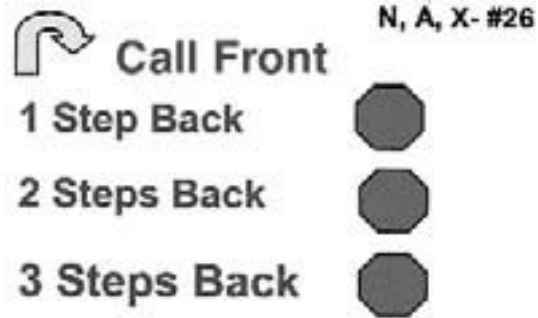 N, A, X- #26
Call Front
1 Step Back
2 Steps Back
3 Steps Back